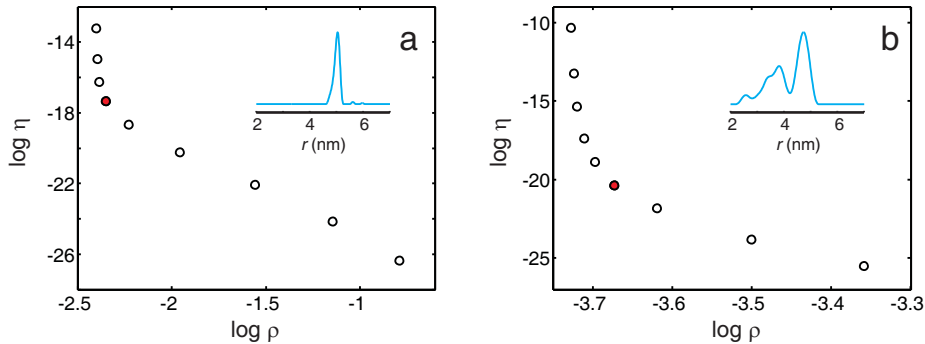 a
-14
-18
-22
-26
log η
2 4 6
r (nm)
-2.5 -2 -1.5 -1
log ρ
b
-10
-15
-20
-25
log η
2 4 6
r (nm)
-3.7 -3.6 -3.5 -3.4 -3.3
log ρ